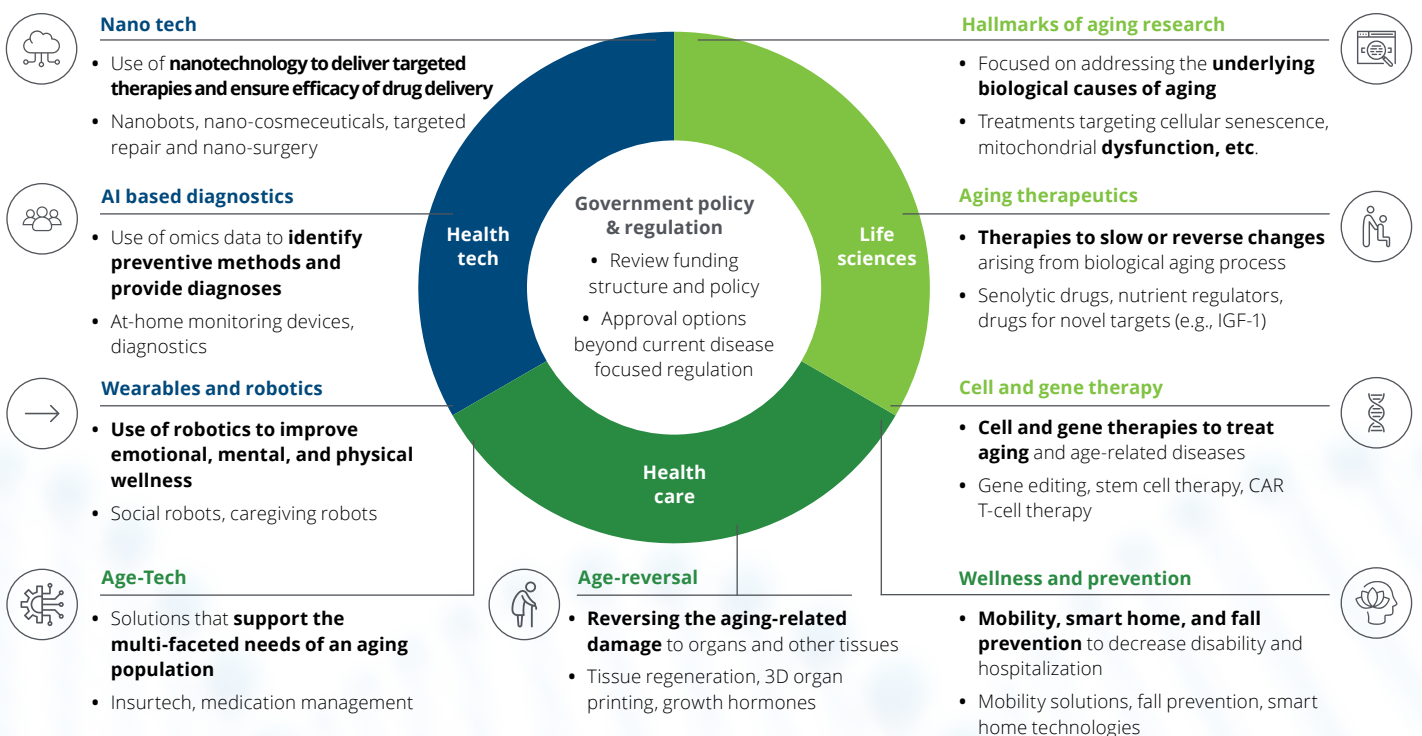 Nano tech
• Use of nanotechnology to deliver targeted
therapies and ensure efficacy of drug delivery
• Nanobots, nano-cosmeceuticals, targeted
repair and nano-surgery
AI based diagnostics
• Use of omics data to identify
preventive methods and
provide diagnoses
• At-home monitoring devices,
diagnostics
Wearables and robotics
• Use of robotics to improve
emotional, mental, and physical
wellness
• Social robots, caregiving robots
Age-Tech
• Solutions that support the
multi-faceted needs of an aging
population
• Insurtech, medication management
Health
tech
Government policy
& regulation
• Review funding
structure and policy
• Approval options
beyond current disease
focused regulation
Life
sciences
Health
care
Age-reversal
• Reversing the aging-related
damage to organs and other tissues
• Tissue regeneration, 3D organ
printing, growth hormones
Hallmarks of aging research
• Focused on addressing the underlying
biological causes of aging
• Treatments targeting cellular senescence,
mitochondrial dysfunction, etc.
Aging therapeutics
• Therapies to slow or reverse changes
arising from biological aging process
• Senolytic drugs, nutrient regulators,
drugs for novel targets (e.g., IGF-1)
Cell and gene therapy
• Cell and gene therapies to treat
aging and age-related diseases
• Gene editing, stem cell therapy, CAR
T-cell therapy
Wellness and prevention
• Mobility, smart home, and fall
prevention to decrease disability and
hospitalization
• Mobility solutions, fall prevention, smart
home technologies